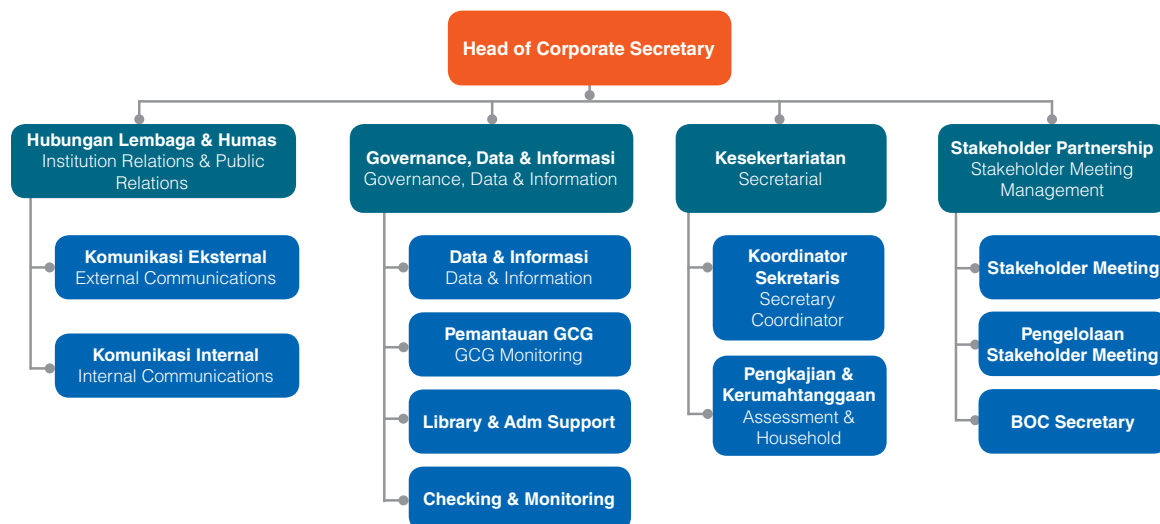 Head of Corporate Secretary
Hubungan Lembaga & Humas
Institution Relations & Public
Relations
Komunikasi Eksternal
External Communications
Komunikasi Internal
Internal Communications
Governance, Data & Informasi
Governance, Data & Information
Data & Informasi
Data & Information
Pemantauan GCG
GCG Monitoring
Library & Adm Support
Checking & Monitoring
Kesekertariatan
Secretarial
Koordinator
Sekretaris
Secretary
Coordinator
Pengkajian &
Kerumahtanggaan
Assessment &
Household
Stakeholder Partnership
Stakeholder Meeting
Management
Stakeholder Meeting
Pengelolaan
Stakeholder Meeting
BOC Secretary